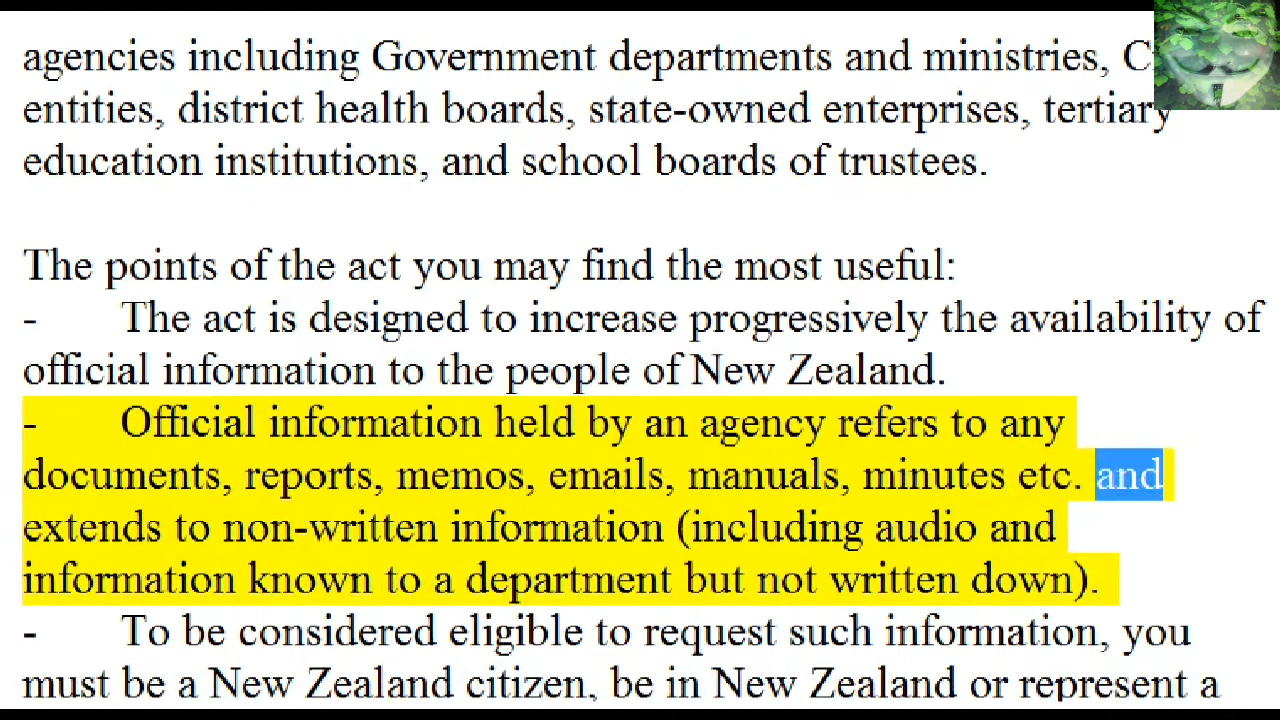 agencies including Government departments and ministries, C
entities, district health boards, state-owned enterprises, tertiary
education institutions, and school boards of trustees.
The points of the act you may find the most useful:
- The act is designed to increase progressively the availability of
official information to the people of New Zealand.
- Official information held by an agency refers to any
documents, reports, memos, emails, manuals, minutes etc. and
extends to non-written information (including audio and
information known to a department but not written down).
- To be considered eligible to request such information, you
must be a New Zealand citizen, be in New Zealand or represent a